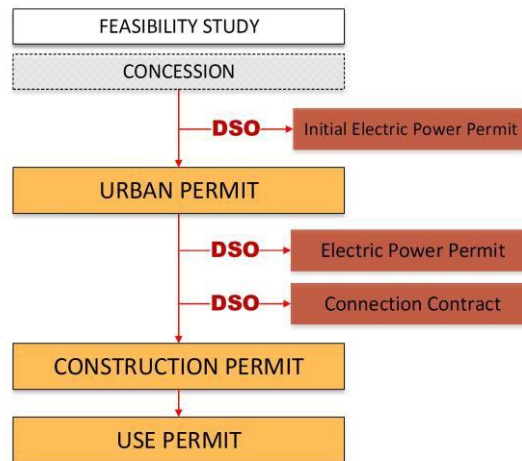 FEASIBILITY STUDY
CONCESSION
DSO
Initial Electric Power Permit
URBAN PERMIT
DSO
Electric Power Permit
DSO
Connection Contract
CONSTRUCTION PERMIT
USE PERMIT